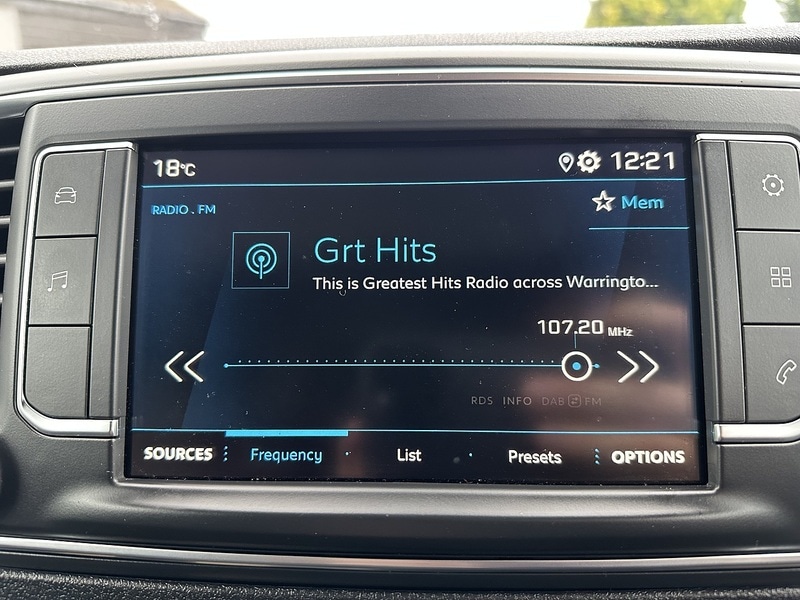 18°C 12:21
RADIO . FM
Mem
Grt Hits
This is Greatest Hits Radio across Warringto...
107.20 MHz
RDS INFO DAB FM
SOURCES Frequency List Presets OPTIONS